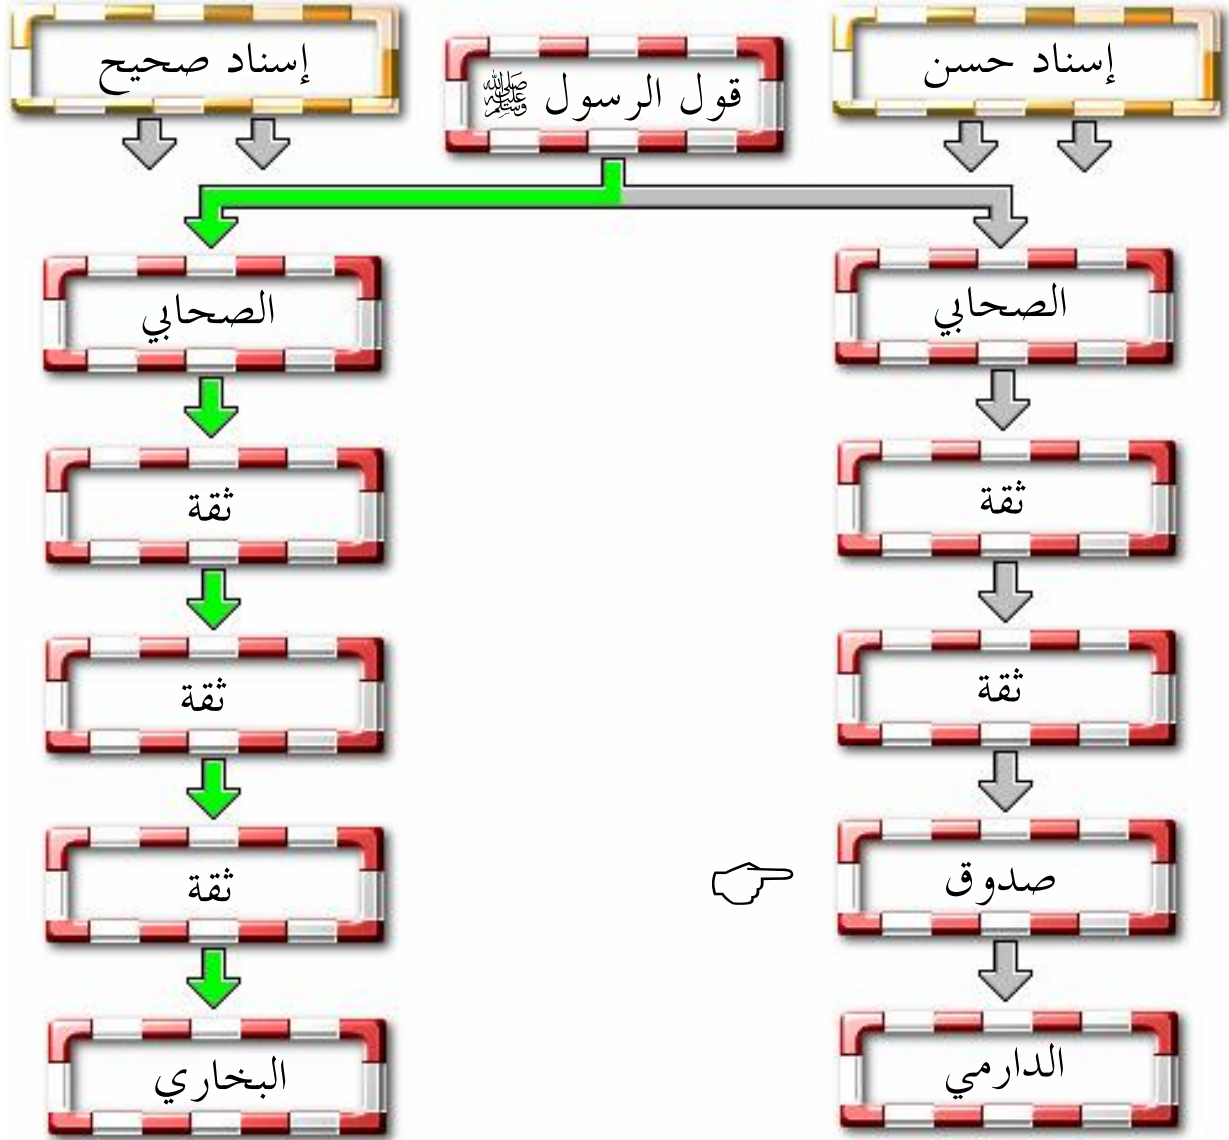 إسناد حسن
قول الرسول ﷺ
إسناد صحيح
الصحابي
الصحابي
ثقة
ثقة
ثقة
ثقة
صدوق
ثقة
الدارمي
البخاري